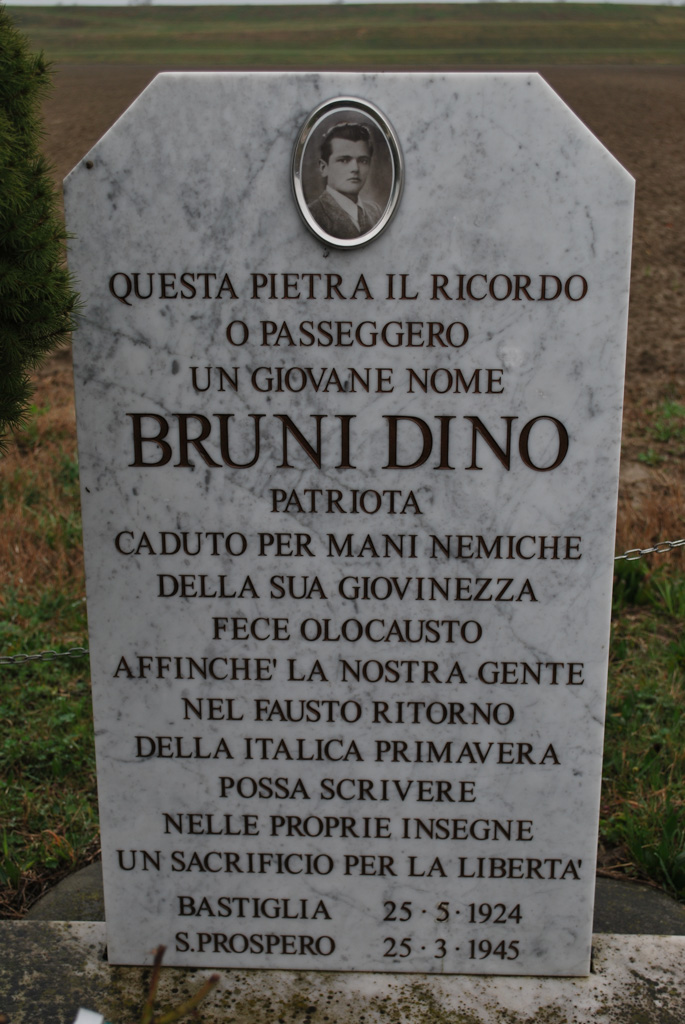 QUESTA PIETRA IL RICORDO
O PASSEGGERO
UN GIOVANE NOME
BRUNI DINO
PATRIOTA
CADUTO PER MANI NEMICHE
DELLA SUA GIOVINEZZA
FECE OLOCAUSTO
AFFINCHE' LA NOSTRA GENTE
NEL FAUSTO RITORNO
DELLA ITALICA PRIMAVERA
POSSA SCRIVERE
NELLE PROPRIE INSEGNE
UN SACRIFICIO PER LA LIBERTA'
BASTIGLIA 25·5·1924
S.PROSPERO 25·3·1945